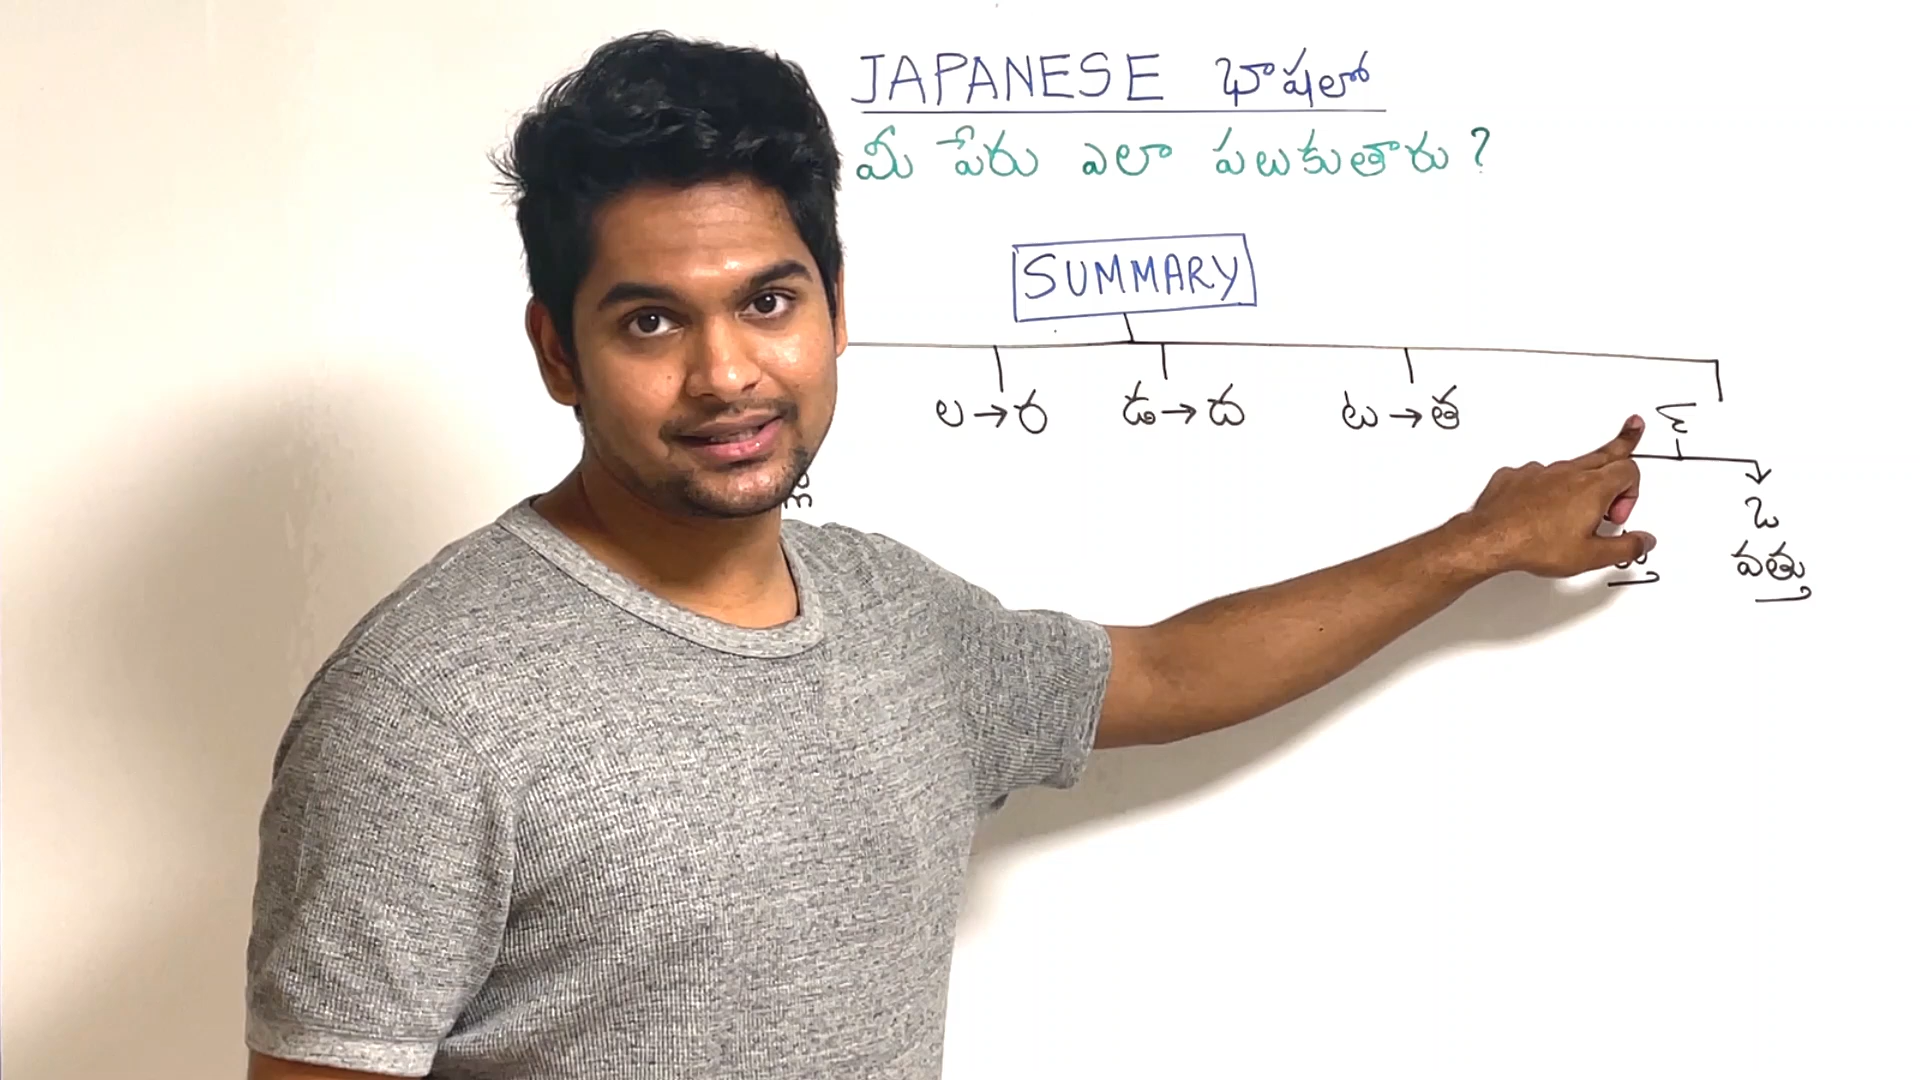 JAPANESE భాషలో
మీ పేరు ఎలా పలుకుతారు?
SUMMARY
ల→ర డ→ద ట→త
ఒ
వత్తు